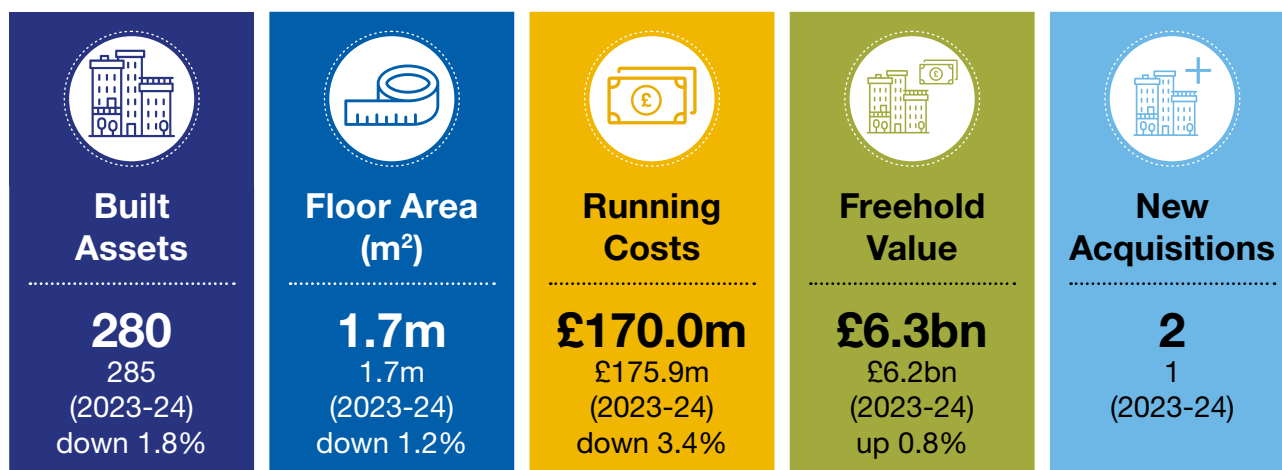 Built
Assets
280
285
(2023-24)
down 1.8%
Floor Area
(m²)
1.7m
1.7m
(2023-24)
down 1.2%
£
Running
Costs
£170.0m
£175.9m
(2023-24)
down 3.4%
£
Freehold
Value
£6.3bn
£6.2bn
(2023-24)
up 0.8%
New
Acquisitions
2
1
(2023-24)